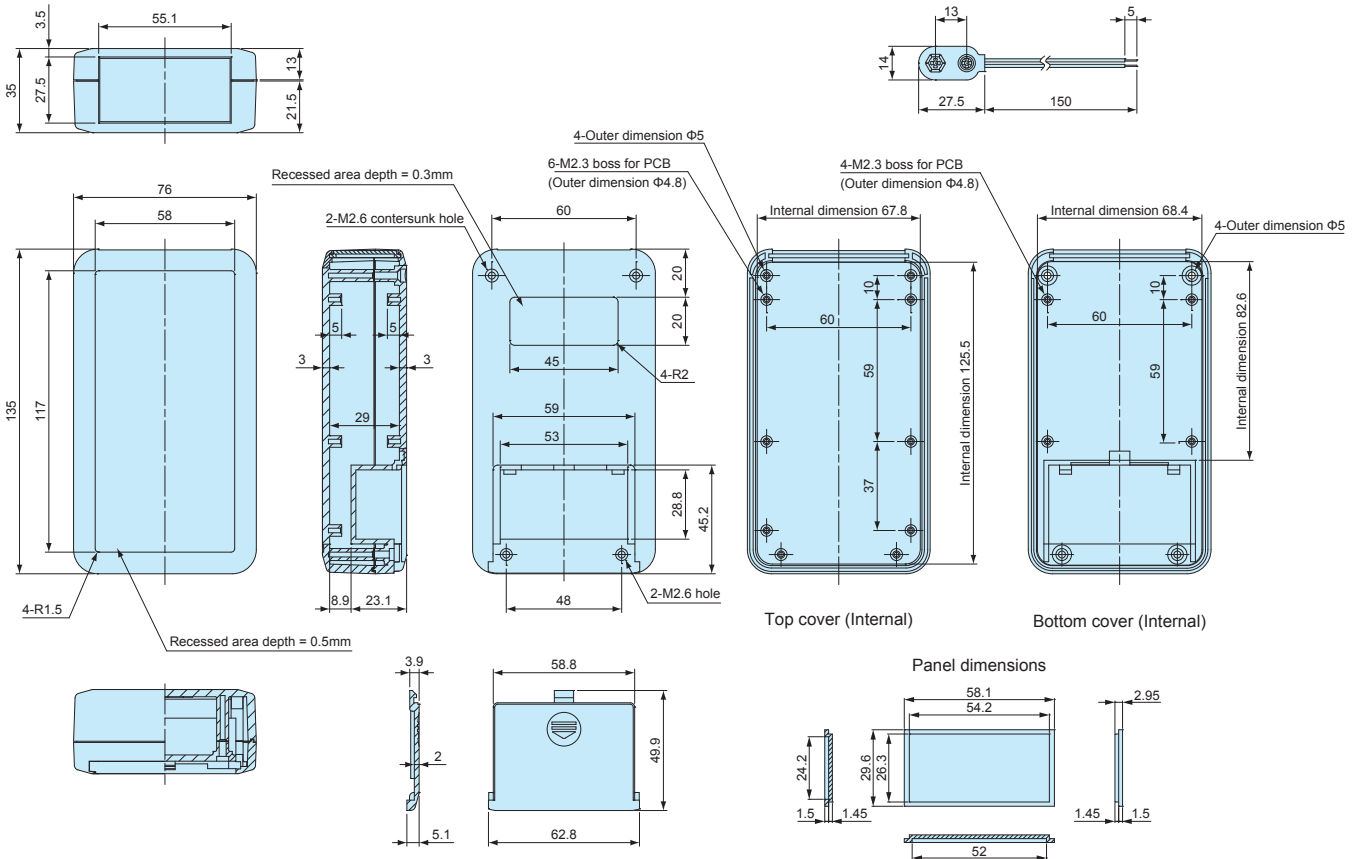 55.1
3.5
35
27.5
13
21.5
13
5
14
27.5
150
4-Outer dimension Φ5
6-M2.3 boss for PCB
(Outer dimension Φ4.8)
4-M2.3 boss for PCB
(Outer dimension Φ4.8)
Recessed area depth = 0.3mm
2-M2.6 contersunk hole
76
58
60
Internal dimension 67.8
Internal dimension 68.4
4-Outer dimension Φ5
135
117
5
5
3
3
29
8.9
23.1
20
20
45
4-R2
59
53
28.8
45.2
48
2-M2.6 hole
10
60
59
37
Internal dimension 125.5
10
60
59
Internal dimension 82.6
4-R1.5
Recessed area depth = 0.5mm
Top cover (Internal)
Bottom cover (Internal)
3.9
2
5.1
58.8
49.9
62.8
Panel dimensions
58.1
54.2
2.95
24.2
29.6
26.3
1.5
1.45
1.45
1.5
52